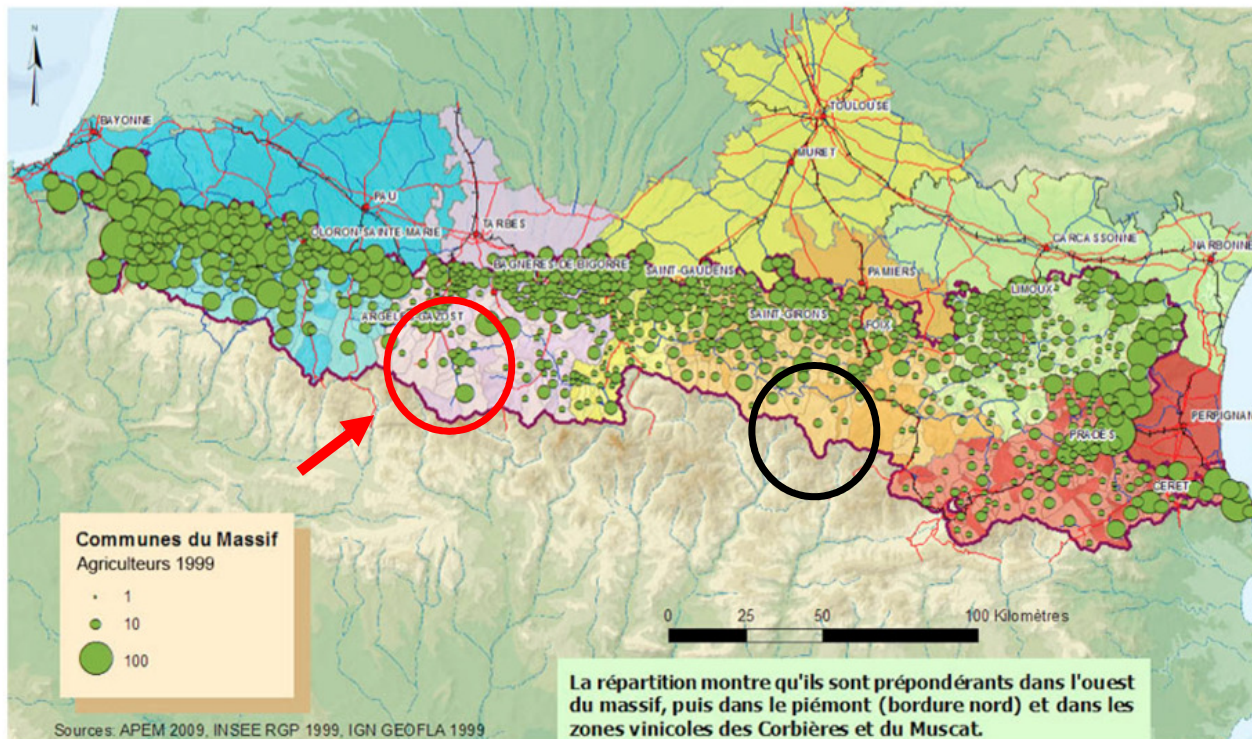 N
TOULOUSE
BAYONNE
MURET
PAU
TARBES
OLORON-SAINTE-MARIE
CARCASSONNE
NARBONNE
BAGNÈRES-DE-BIGORRE
SAINT-GAUDENS
PAMIERS
LIMOUX
ARGELÈS-GAZOST
SAINT-GIRONS
FOIX
PERPIGNAN
PRADES
CERET
Communes du Massif
Agriculteurs 1999
1
10
100
0 25 50 100 Kilomètres
La répartition montre qu'ils sont prépondérants dans l'ouest
du massif, puis dans le piémont (bordure nord) et dans les
zones vinicoles des Corbières et du Muscat.
Sources: APEM 2009, INSEE RGP 1999, IGN GEOFLA 1999